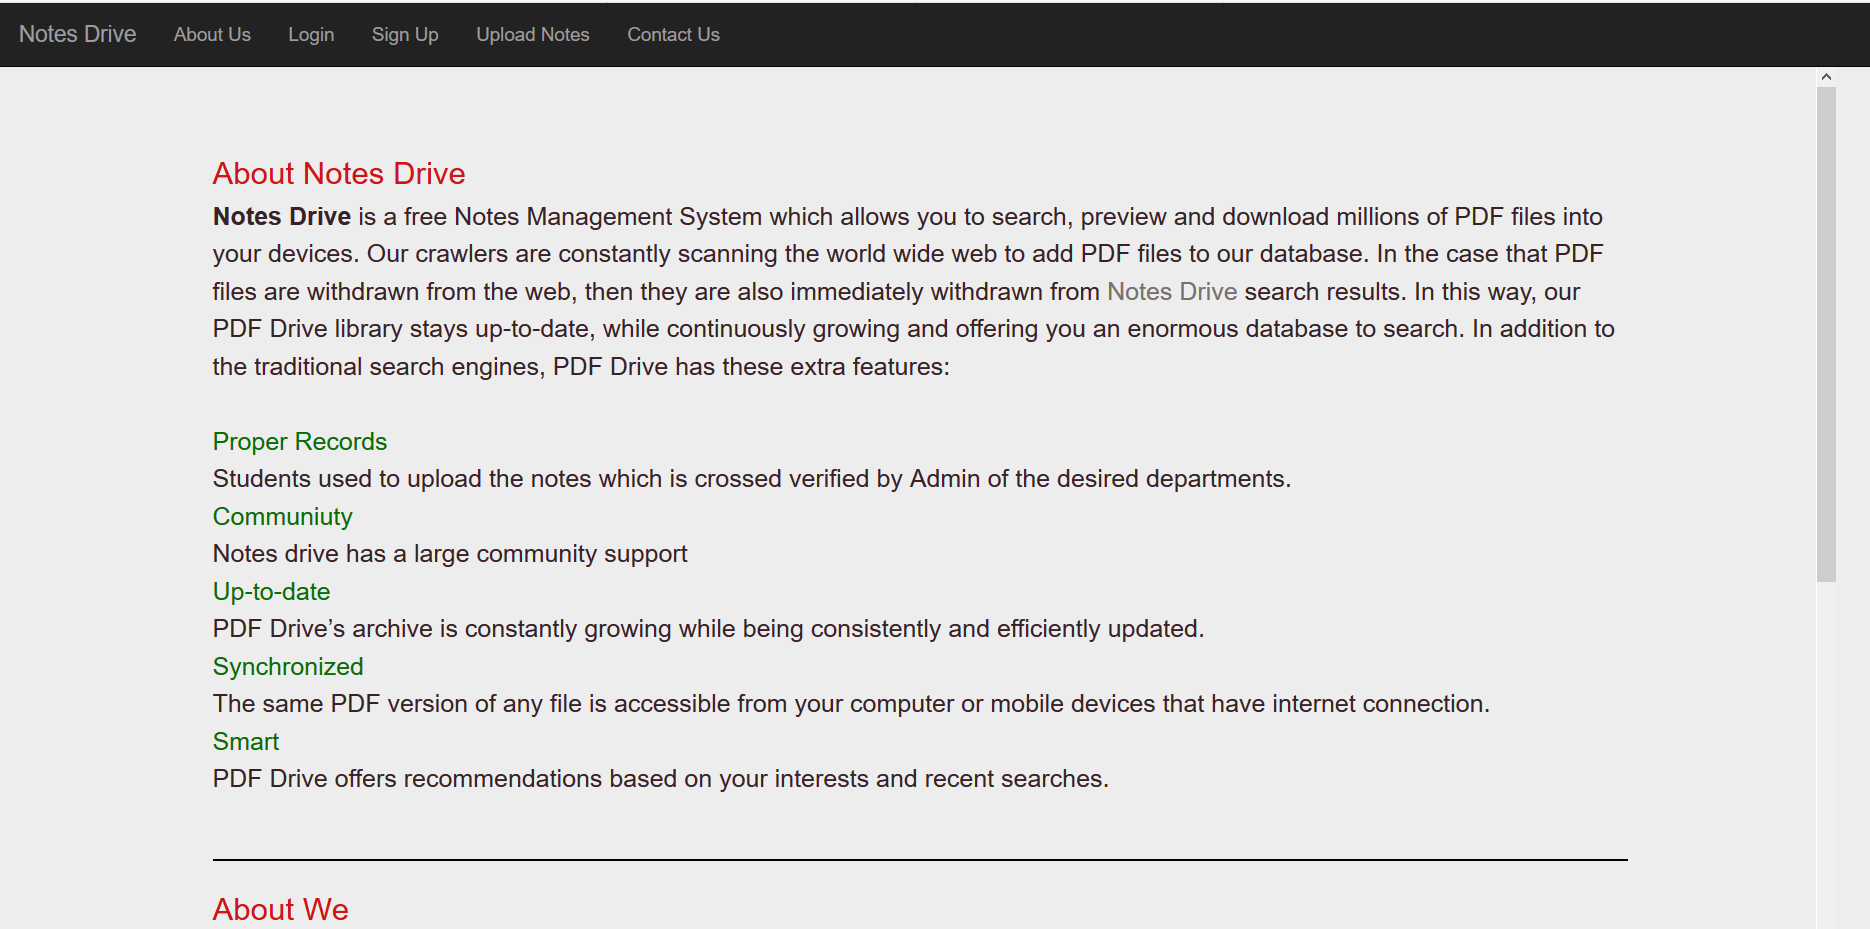 Notes Drive About Us Login Sign Up Upload Notes Contact Us
About Notes Drive
Notes Drive is a free Notes Management System which allows you to search, preview and download millions of PDF files into
your devices. Our crawlers are constantly scanning the world wide web to add PDF files to our database. In the case that PDF
files are withdrawn from the web, then they are also immediately withdrawn from Notes Drive search results. In this way, our
PDF Drive library stays up-to-date, while continuously growing and offering you an enormous database to search. In addition to
the traditional search engines, PDF Drive has these extra features:
Proper Records
Students used to upload the notes which is crossed verified by Admin of the desired departments.
Communiuty
Notes drive has a large community support
Up-to-date
PDF Drive’s archive is constantly growing while being consistently and efficiently updated.
Synchronized
The same PDF version of any file is accessible from your computer or mobile devices that have internet connection.
Smart
PDF Drive offers recommendations based on your interests and recent searches.
About We